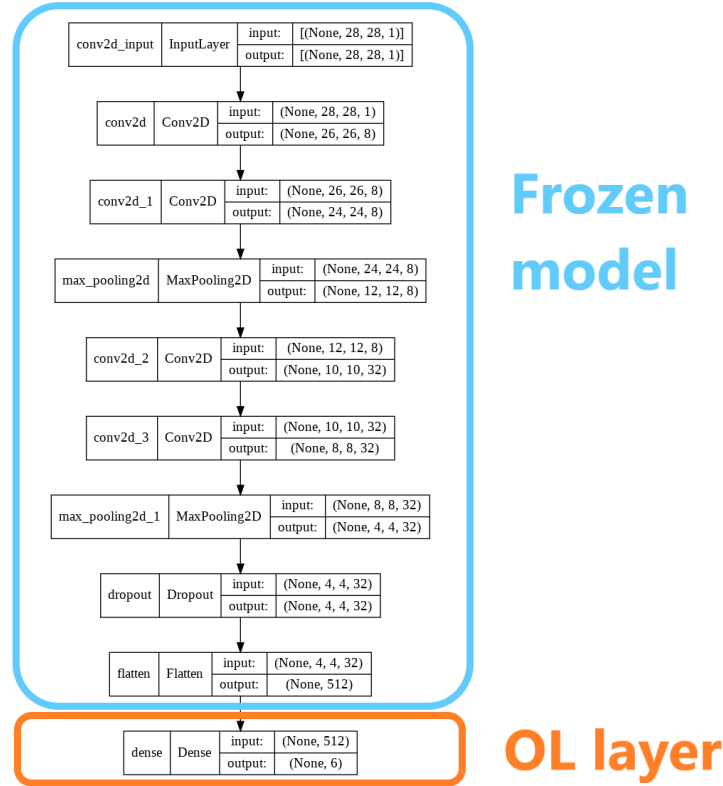 conv2d_input InputLayer input: [(None, 28, 28, 1)]
output: [(None, 28, 28, 1)]
conv2d Conv2D input: (None, 28, 28, 1)
output: (None, 26, 26, 8)
conv2d_1 Conv2D input: (None, 26, 26, 8)
output: (None, 24, 24, 8)
max_pooling2d MaxPooling2D input: (None, 24, 24, 8)
output: (None, 12, 12, 8)
conv2d_2 Conv2D input: (None, 12, 12, 8)
output: (None, 10, 10, 32)
conv2d_3 Conv2D input: (None, 10, 10, 32)
output: (None, 8, 8, 32)
max_pooling2d_1 MaxPooling2D input: (None, 8, 8, 32)
output: (None, 4, 4, 32)
dropout Dropout input: (None, 4, 4, 32)
output: (None, 4, 4, 32)
flatten Flatten input: (None, 4, 4, 32)
output: (None, 512)
Frozen
model
dense Dense input: (None, 512)
output: (None, 6)
OL layer